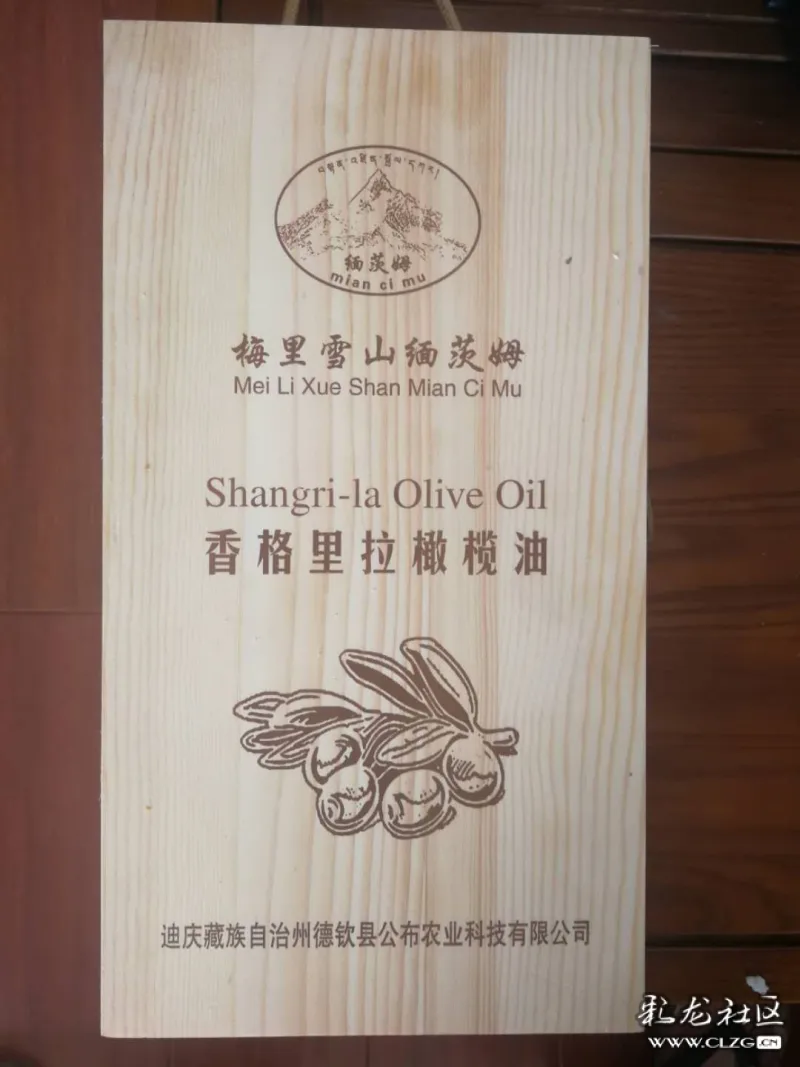 缅茨姆
mian ci mu
梅里雪山缅茨姆
Mei Li Xue Shan Mian Ci Mu
Shangri-la Olive Oil
香格里拉橄榄油
迪庆藏族自治州德钦县公布农业科技有限公司
彩龙社区
WWW.CLZG.CN